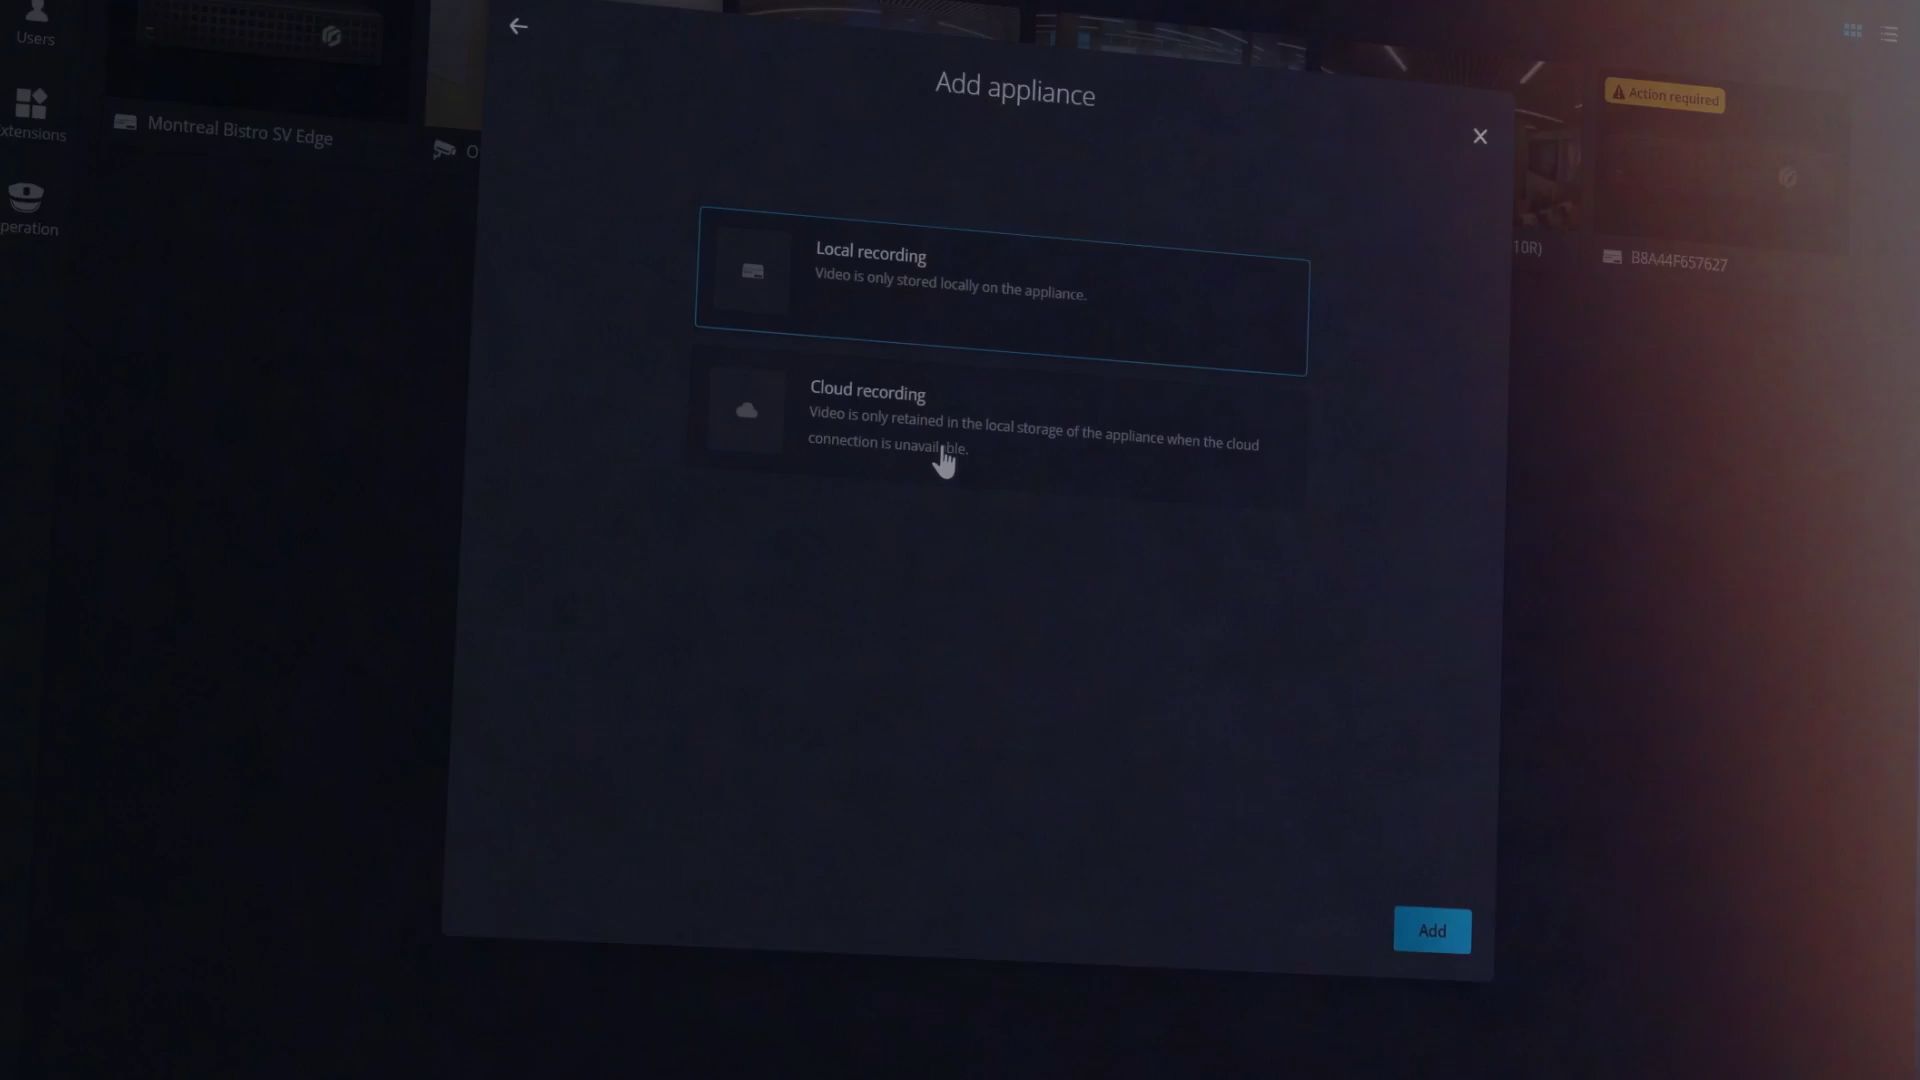 Users
Add appliance
Action required
xtensions
Montreal Bistro SV Edge
O
peration
Local recording
Video is only stored locally on the appliance.
10R)
B8A44F657627
Cloud recording
Video is only retained in the local storage of the appliance when the cloud
connection is unavailable.
Add